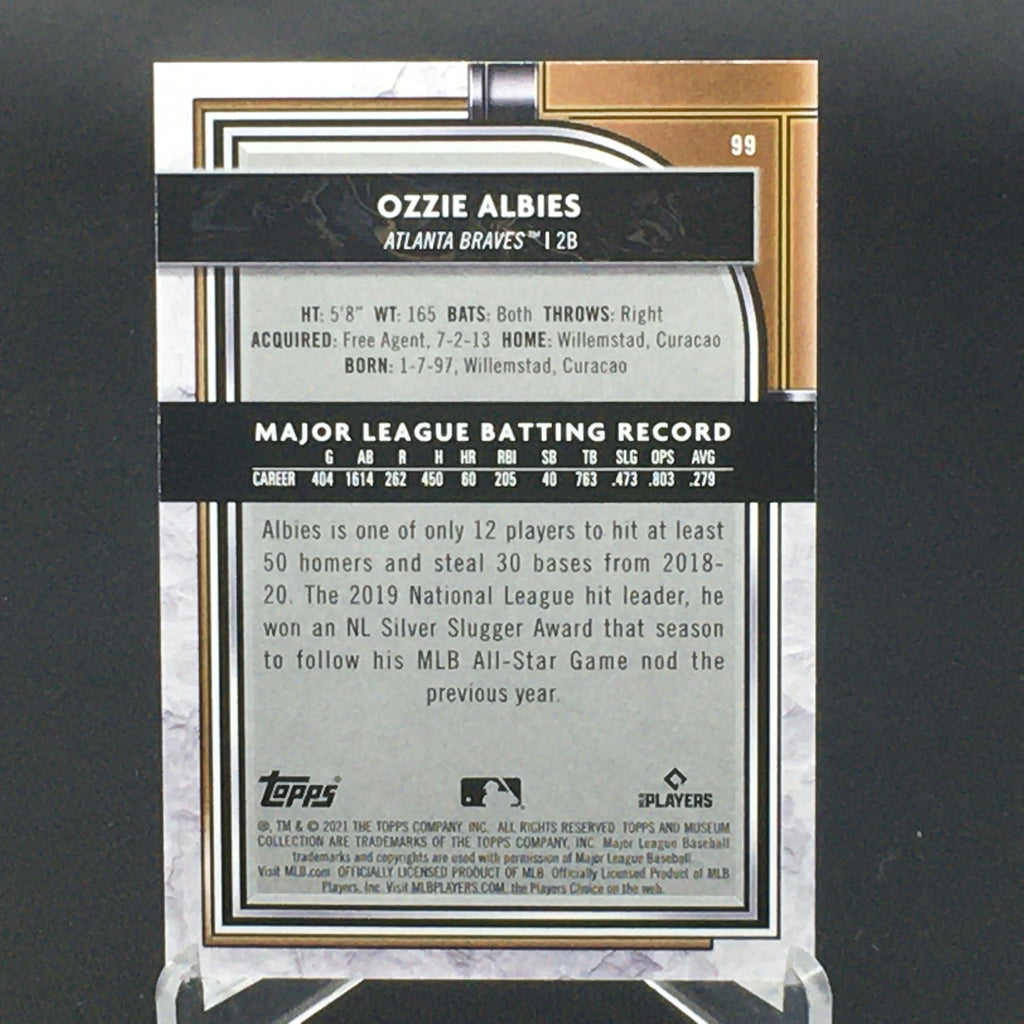 99
OZZIE ALBIES
ATLANTA BRAVES™ | 2B
HT: 5'8" WT: 165 BATS: Both THROWS: Right
ACQUIRED: Free Agent, 7-2-13 HOME: Willemstad, Curacao
BORN: 1-7-97, Willemstad, Curacao
MAJOR LEAGUE BATTING RECORD
G AB R H HR RBI SB TB SLG OPS AVG
CAREER 404 1614 262 450 60 205 40 763 .473 .803 .279
Albies is one of only 12 players to hit at least
50 homers and steal 30 bases from 2018-
20. The 2019 National League hit leader, he
won an NL Silver Slugger Award that season
to follow his MLB All-Star Game nod the
previous year.
Topps® PLAYERS
®, TM & © 2021 THE TOPPS COMPANY, INC. ALL RIGHTS RESERVED. TOPPS AND MUSEUM
COLLECTION ARE TRADEMARKS OF THE TOPPS COMPANY, INC. Major League Baseball
trademarks and copyrights are used with permission of Major League Baseball.
Visit MLB.com. OFFICIALLY LICENSED PRODUCT OF MLB Officially Licensed Product of MLB
Players, Inc. Visit MLBPLAYERS.COM, the Players Choice on the web.